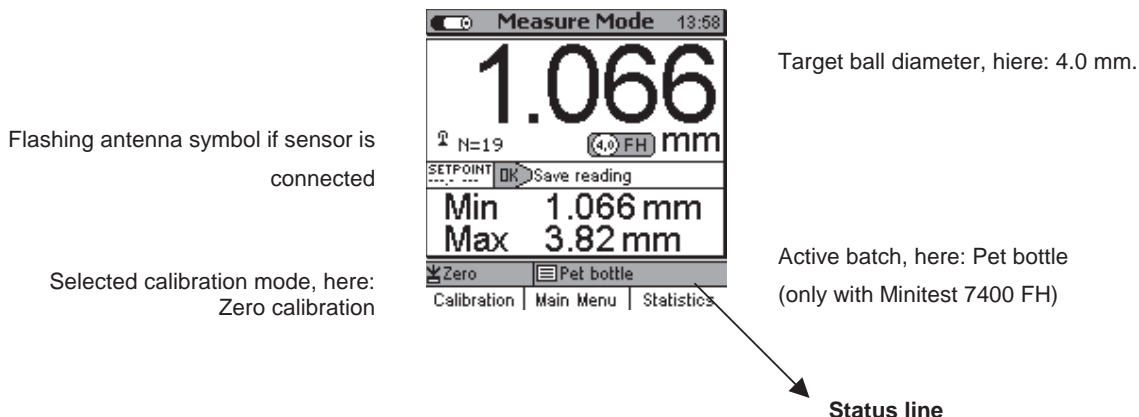 Measure Mode 13:58
1.066
N=19 4,0 FH mm
SETPOINT OK Save reading
Min 1.066 mm
Max 3.82 mm
Zero Pet bottle
Calibration Main Menu Statistics
Flashing antenna symbol if sensor is
connected
Selected calibration mode, here:
Zero calibration
Target ball diameter, hiere: 4.0 mm.
Active batch, here: Pet bottle
(only with Minitest 7400 FH)
Status line